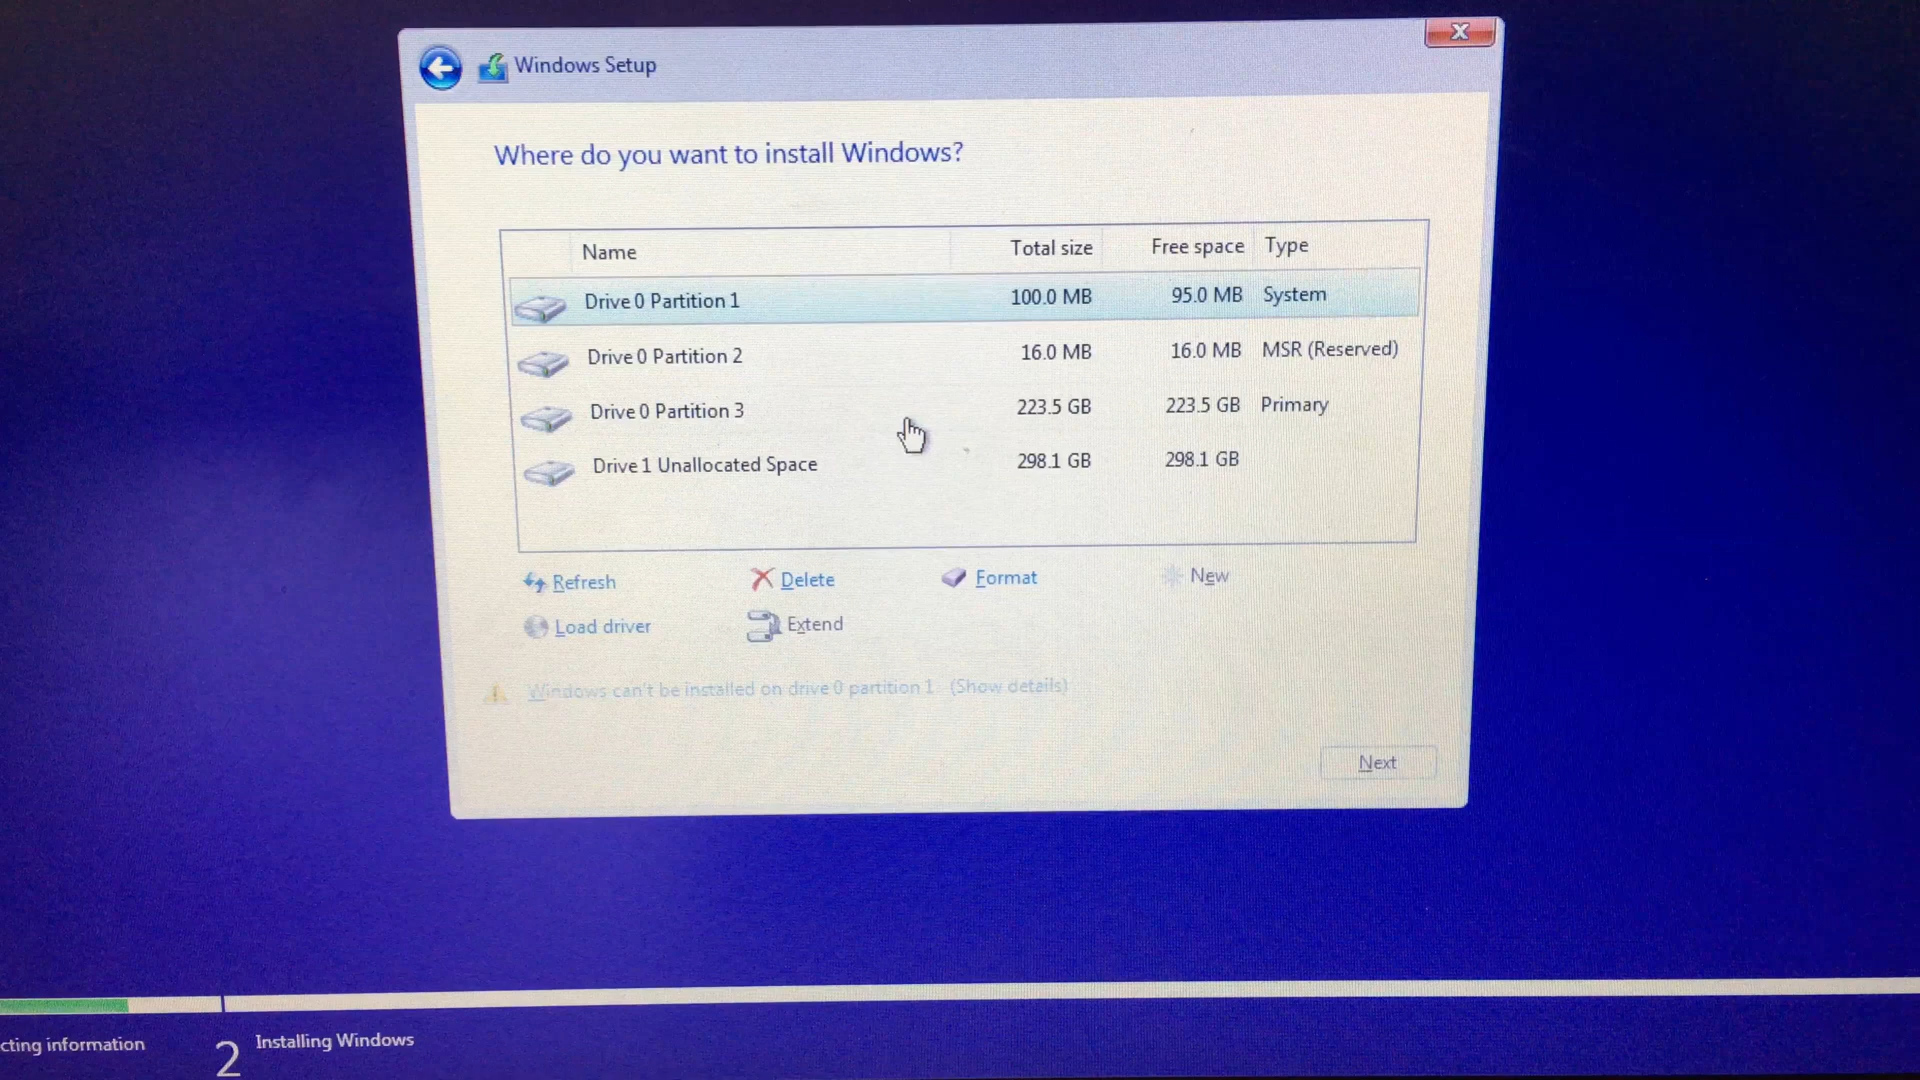 Windows Setup
X
Where do you want to install Windows?
Name Total size Free space Type
Drive 0 Partition 1 100.0 MB 95.0 MB System
Drive 0 Partition 2 16.0 MB 16.0 MB MSR (Reserved)
Drive 0 Partition 3 223.5 GB 223.5 GB Primary
Drive 1 Unallocated Space 298.1 GB 298.1 GB
Refresh Delete Format New
Load driver Extend
Windows can't be installed on drive 0 partition 1. (Show details)
Next
cting information 2 Installing Windows